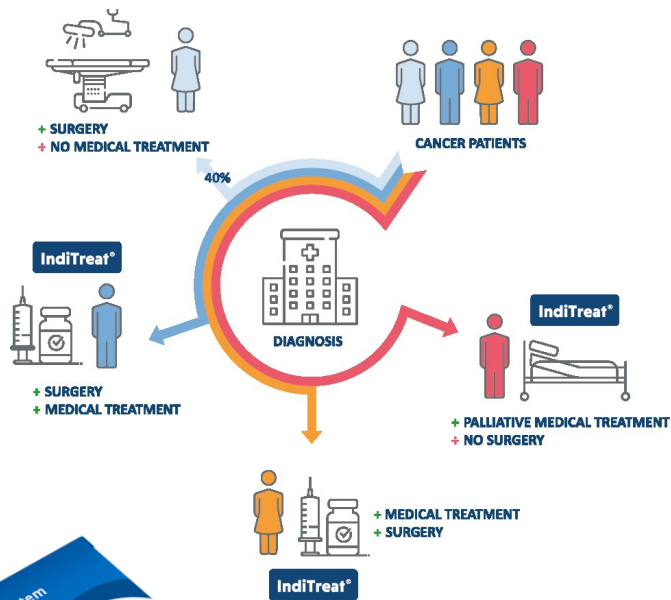 CANCER PATIENTS
+ SURGERY
÷ NO MEDICAL TREATMENT
40%
IndiTreat®
+ SURGERY
+ MEDICAL TREATMENT
DIAGNOSIS
IndiTreat®
+ PALLIATIVE MEDICAL TREATMENT
÷ NO SURGERY
+ MEDICAL TREATMENT
+ SURGERY
IndiTreat®